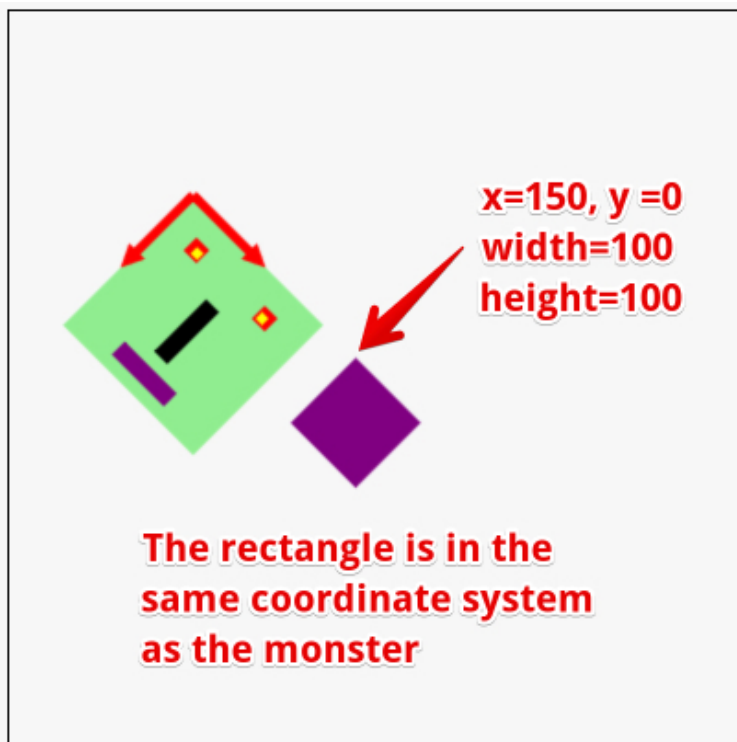 x=150, y =0
width=100
height=100
The rectangle is in the
same coordinate system
as the monster